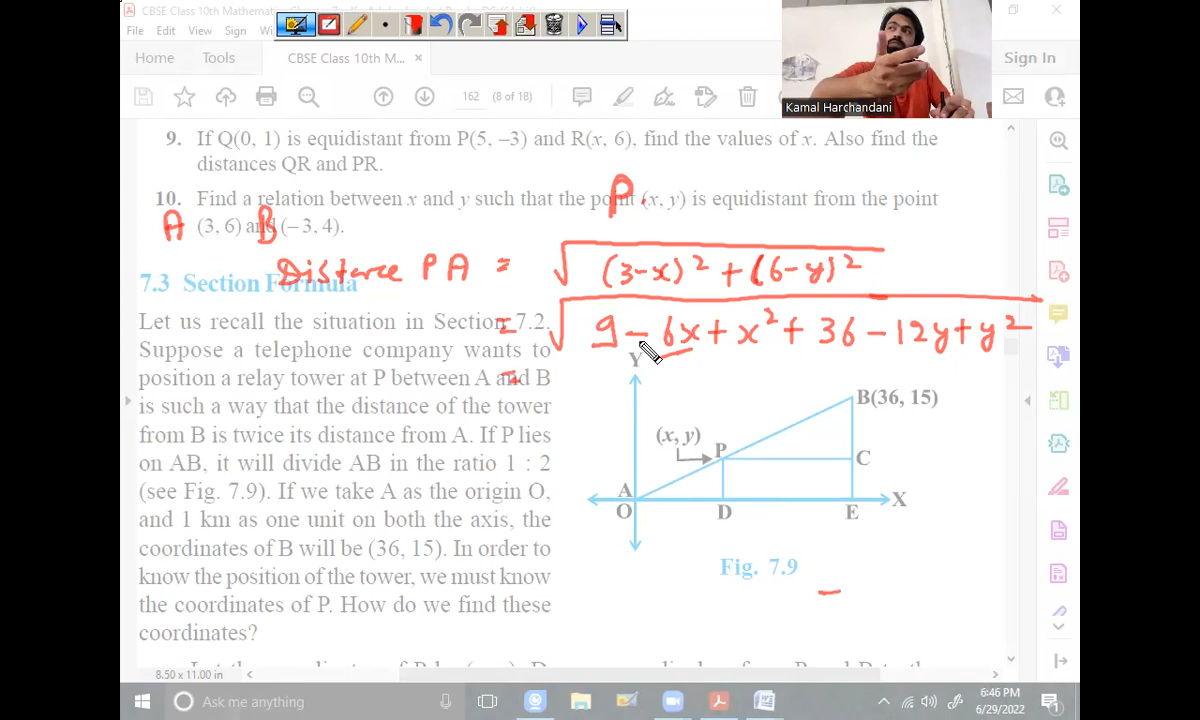 CBSE Class 10th Mathem
File Edit View Sign Win
Home Tools CBSE Class 10th M... × Sign In
162 (8 of 18)
Kamal Harchandani
9. If Q(0, 1) is equidistant from P(5, –3) and R(x, 6), find the values of x. Also find the
distances QR and PR.
P.
10. Find a relation between x and y such that the point (x, y) is equidistant from the point
A (3, 6) and B (– 3, 4).
Distance PA = √(3-x)² + (6-y)²
7.3 Section Formula
= √9 - 6x + x² + 36 - 12y + y²
=
Let us recall the situation in Section 7.2.
Suppose a telephone company wants to
position a relay tower at P between A and B
is such a way that the distance of the tower
from B is twice its distance from A. If P lies
on AB, it will divide AB in the ratio 1 : 2
(see Fig. 7.9). If we take A as the origin O,
and 1 km as one unit on both the axis, the
coordinates of B will be (36, 15). In order to
know the position of the tower, we must know
the coordinates of P. How do we find these
coordinates?
Y
B(36, 15)
(x, y)
P
C
A
O D E X
Fig. 7.9
8.50 x 11.00 in
Ask me anything
6:46 PM
6/29/2022
1